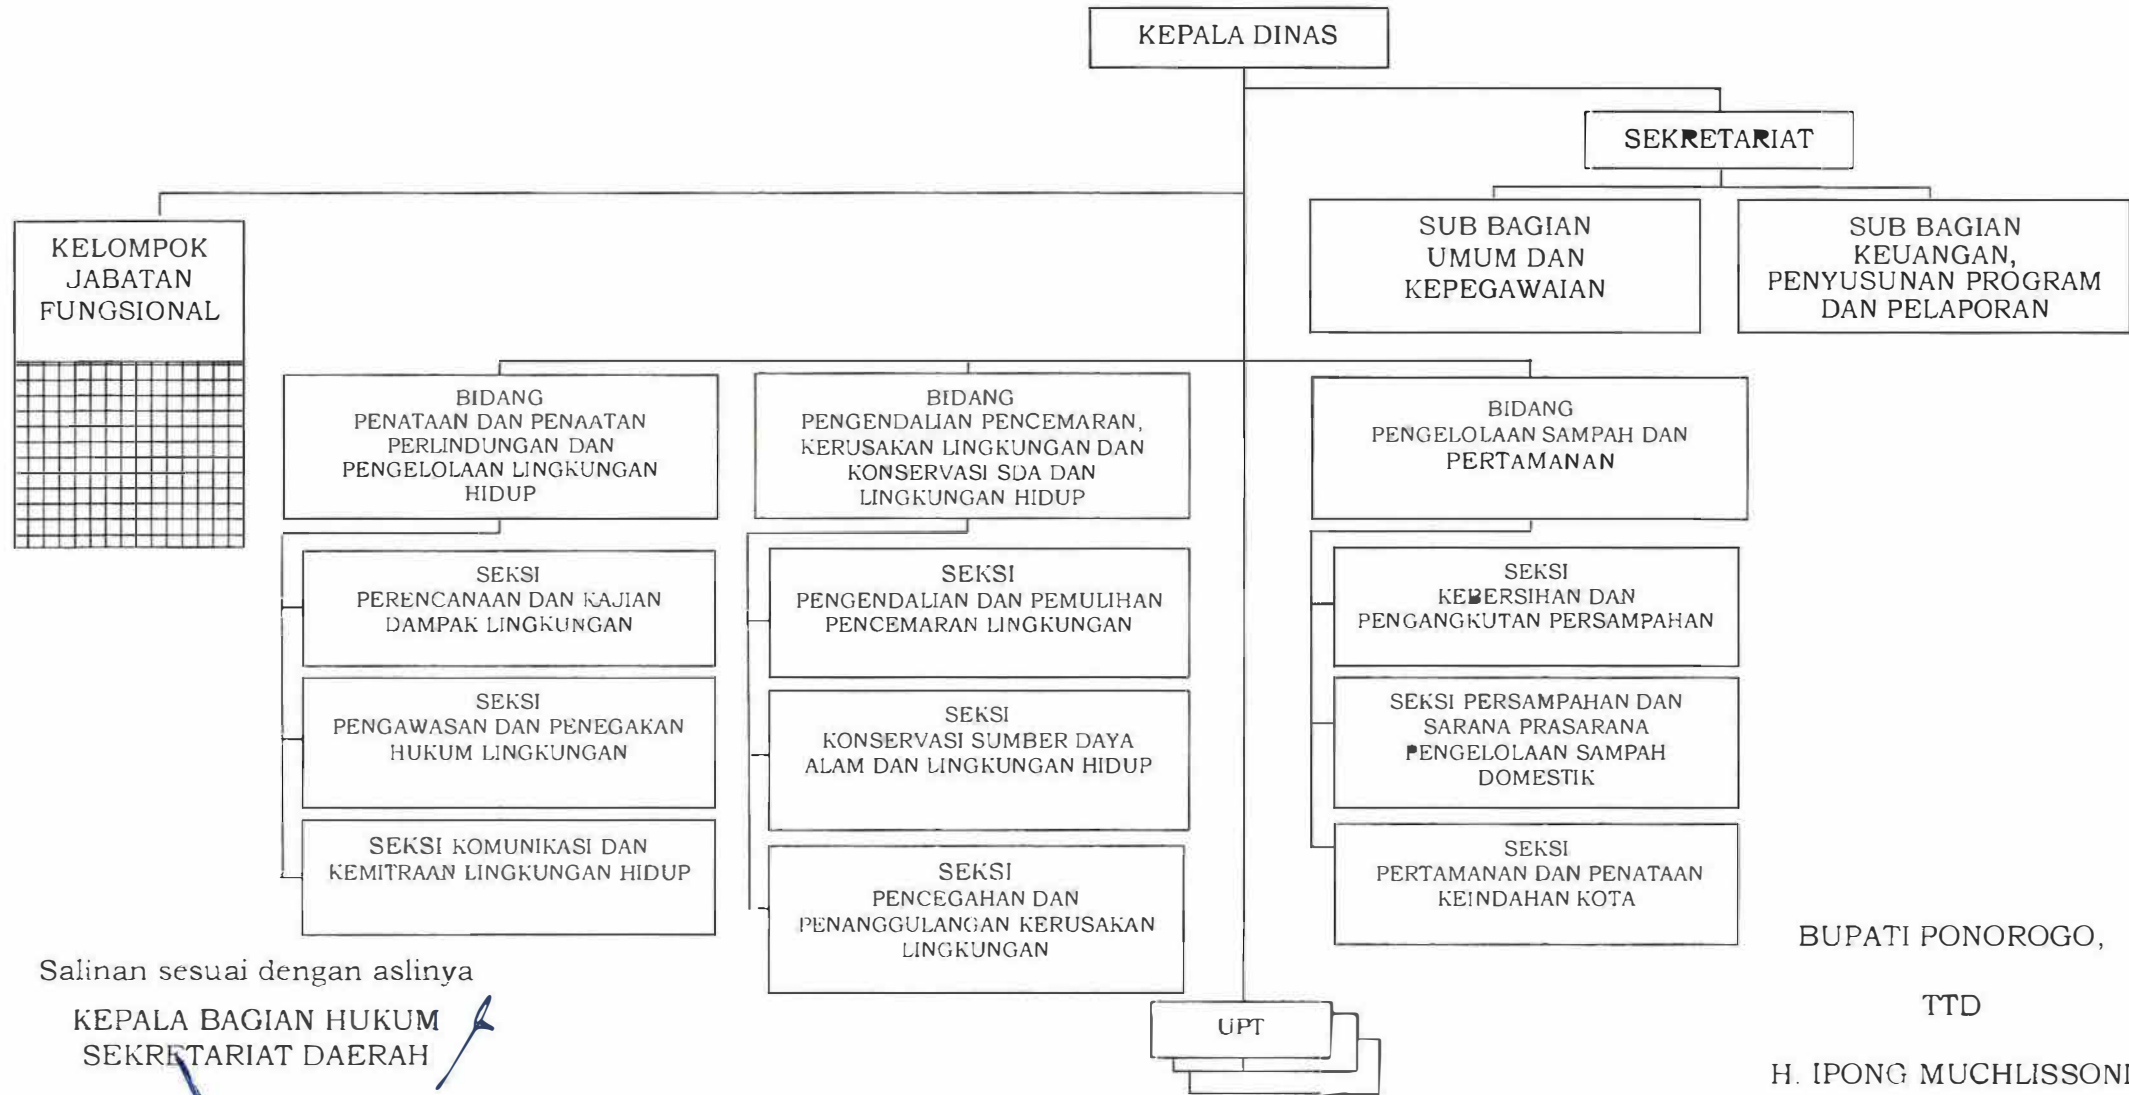 KEPALA DINAS
SEKRETARIAT
SUB BAGIAN
UMUM DAN
KEPEGAWAIAN
SUB BAGIAN
KEUANGAN,
PENYUSUNAN PROGRAM
DAN PELAPORAN
KELOMPOK
JABATAN
FUNGSIONAL
BIDANG
PENATAAN DAN PENAATAN
PERLINDUNGAN DAN
PENGELOLAAN LINGKUNGAN
HIDUP
SEKSI
PERENCANAAN DAN KAJIAN
DAMPAK LINGKUNGAN
SEKSI
PENGAWASAN DAN PENEGAKAN
HUKUM LINGKUNGAN
SEKSI KOMUNIKASI DAN
KEMITRAAN LINGKUNGAN HIDUP
BIDANG
PENGENDALIAN PENCEMARAN,
KERUSAKAN LINGKUNGAN DAN
KONSERVASI SDA DAN
LINGKUNGAN HIDUP
SEKSI
PENGENDALIAN DAN PEMULIHAN
PENCEMARAN LINGKUNGAN
SEKSI
KONSERVASI SUMBER DAYA
ALAM DAN LINGKUNGAN HIDUP
SEKSI
PENCEGAHAN DAN
PENANGGULANGAN KERUSAKAN
LINGKUNGAN
BIDANG
PENGELOLAAN SAMPAH DAN
PERTAMANAN
SEKSI
KEBERSIHAN DAN
PENGANGKUTAN PERSAMPAHAN
SEKSI PERSAMPAHAN DAN
SARANA PRASARANA
PENGELOLAAN SAMPAH
DOMESTIK
SEKSI
PERTAMANAN DAN PENATAAN
KEINDAHAN KOTA
UPT
Salinan sesuai dengan aslinya
KEPALA BAGIAN HUKUM
SEKRETARIAT DAERAH
BUPATI PONOROGO,
TTD
H. IPONG MUCHLISSONI